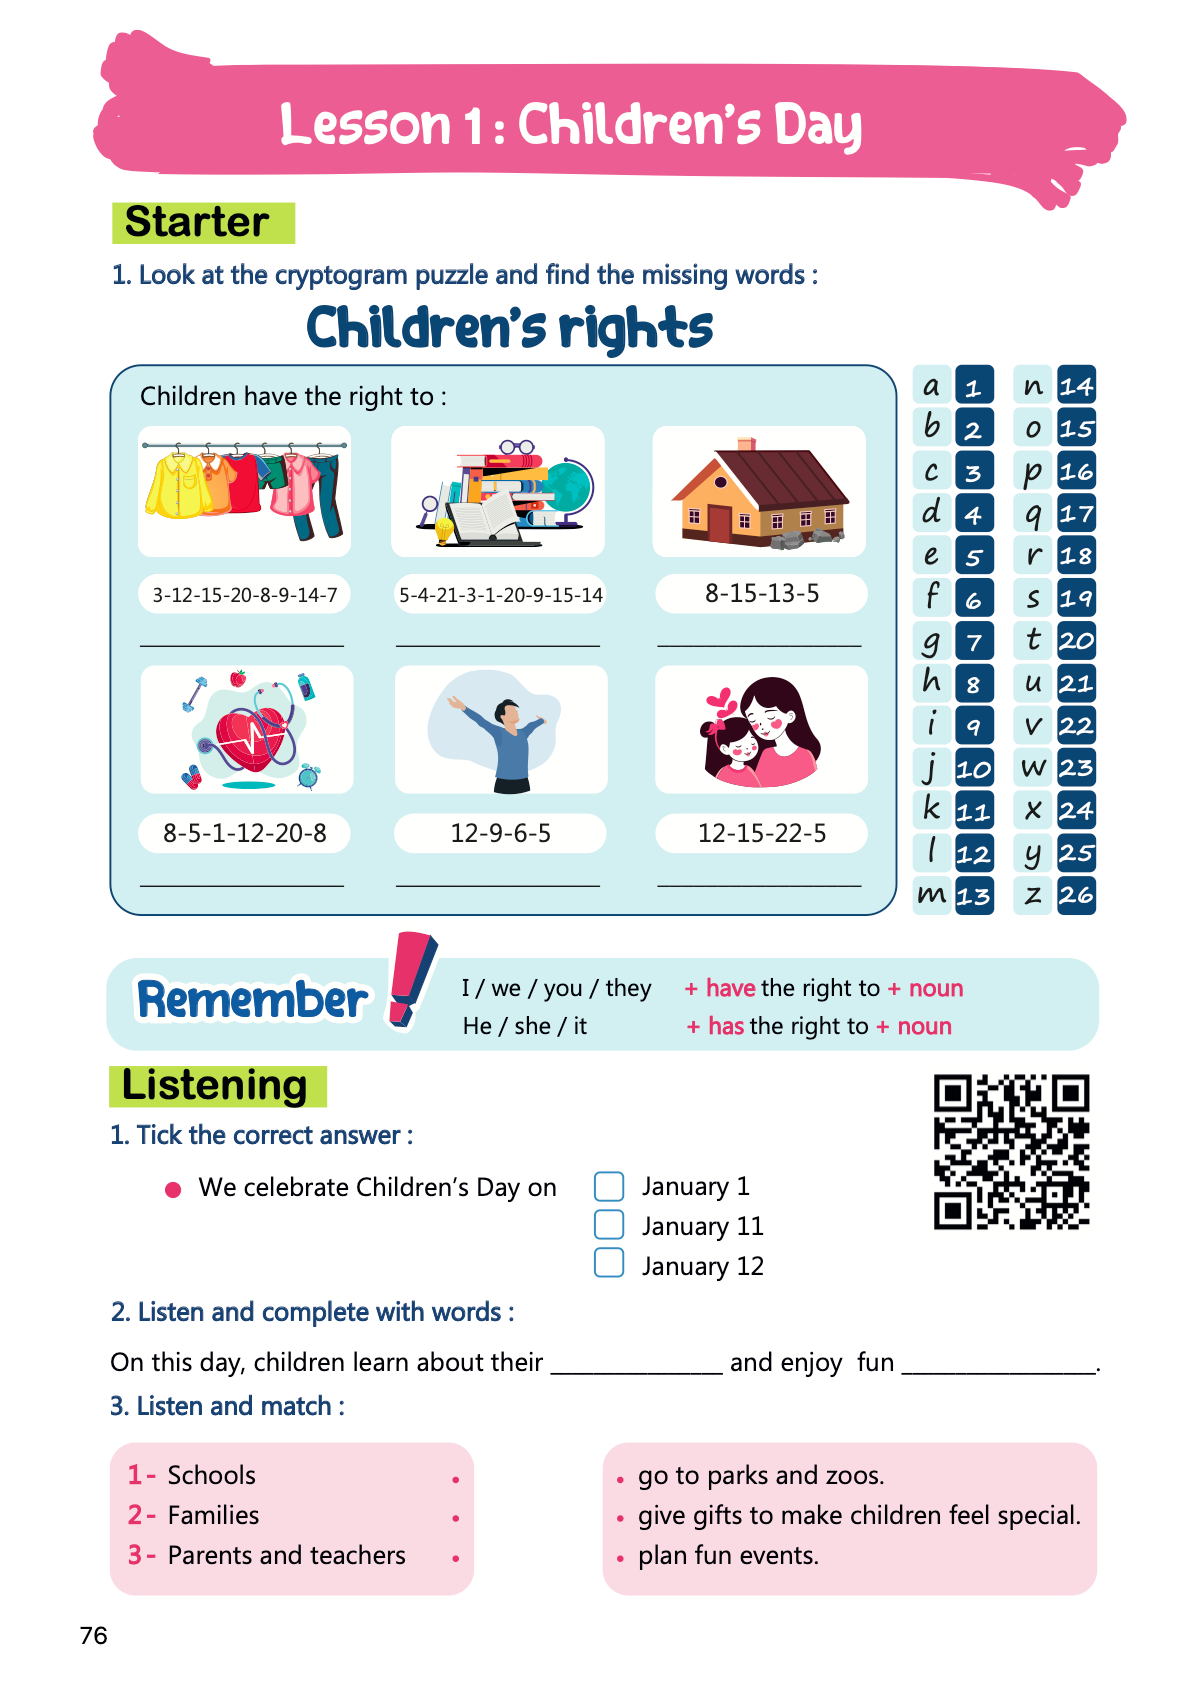 Lesson 1 : Children's Day
Starter
1. Look at the cryptogram puzzle and find the missing words :
Children's rights
Children have the right to :
3-12-15-20-8-9-14-7
5-4-21-3-1-20-9-15-14
8-15-13-5
8-5-1-12-20-8
12-9-6-5
12-15-22-5
a 1 n 14
b 2 o 15
c 3 p 16
d 4 q 17
e 5 r 18
f 6 s 19
g 7 t 20
h 8 u 21
i 9 v 22
j 10 w 23
k 11 x 24
l 12 y 25
m 13 z 26
Remember !
I / we / you / they + have the right to + noun
He / she / it + has the right to + noun
Listening
1. Tick the correct answer :
We celebrate Children's Day on
January 1
January 11
January 12
2. Listen and complete with words :
On this day, children learn about their ____________ and enjoy fun ______________.
3. Listen and match :
1- Schools
2- Families
3- Parents and teachers
• go to parks and zoos.
• give gifts to make children feel special.
• plan fun events.
76